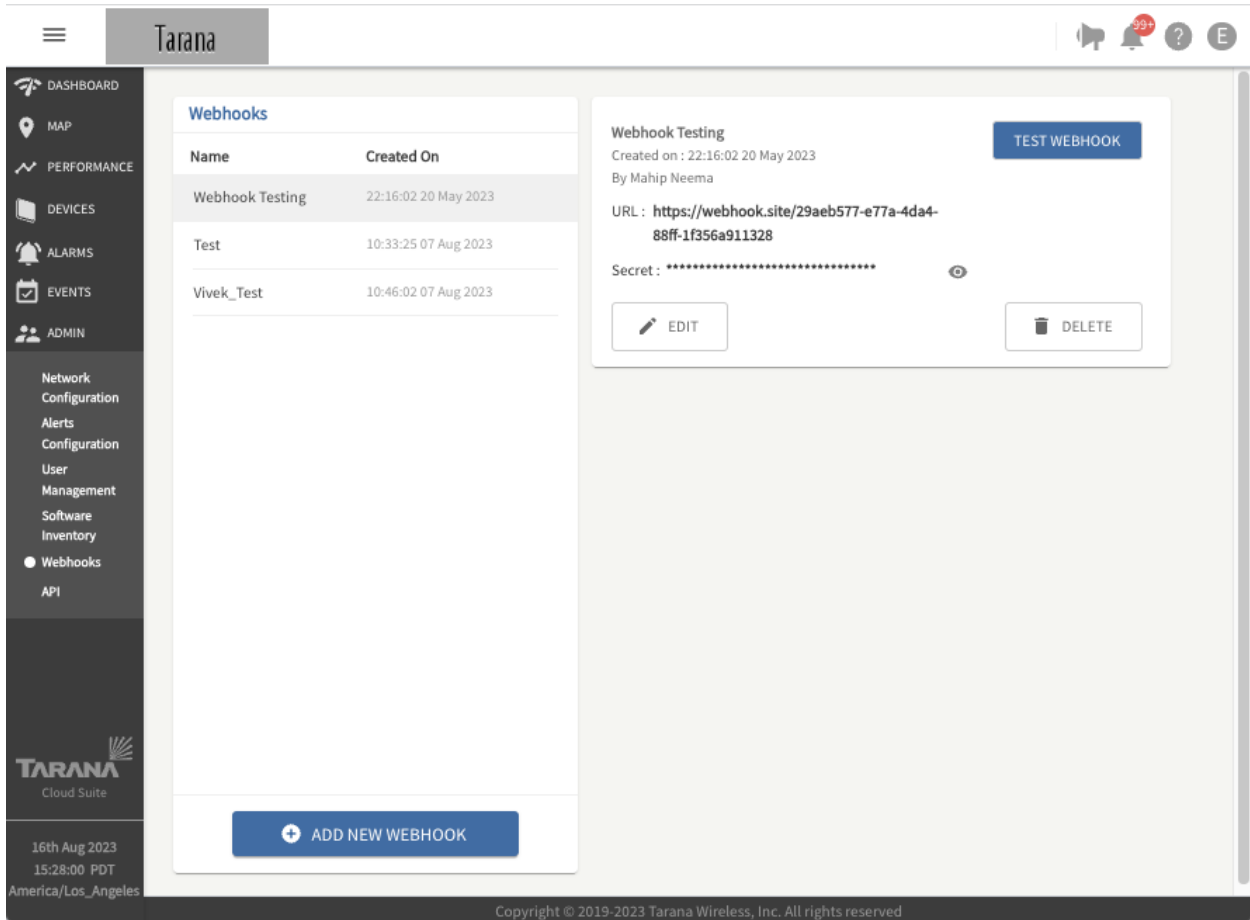 Tarana
99+
?
E
DASHBOARD
MAP
PERFORMANCE
DEVICES
ALARMS
EVENTS
ADMIN
Network
Configuration
Alerts
Configuration
User
Management
Software
Inventory
Webhooks
API
TARANA
Cloud Suite
16th Aug 2023
15:28:00 PDT
America/Los_Angeles
Webhooks
Name Created On
Webhook Testing 22:16:02 20 May 2023
Test 10:33:25 07 Aug 2023
Vivek_Test 10:46:02 07 Aug 2023
ADD NEW WEBHOOK
Webhook Testing
Created on : 22:16:02 20 May 2023
By Mahip Neema
TEST WEBHOOK
URL : https://webhook.site/29aeb577-e77a-4da4-
88ff-1f356a911328
Secret : ********************************
EDIT
DELETE
Copyright © 2019-2023 Tarana Wireless, Inc. All rights reserved